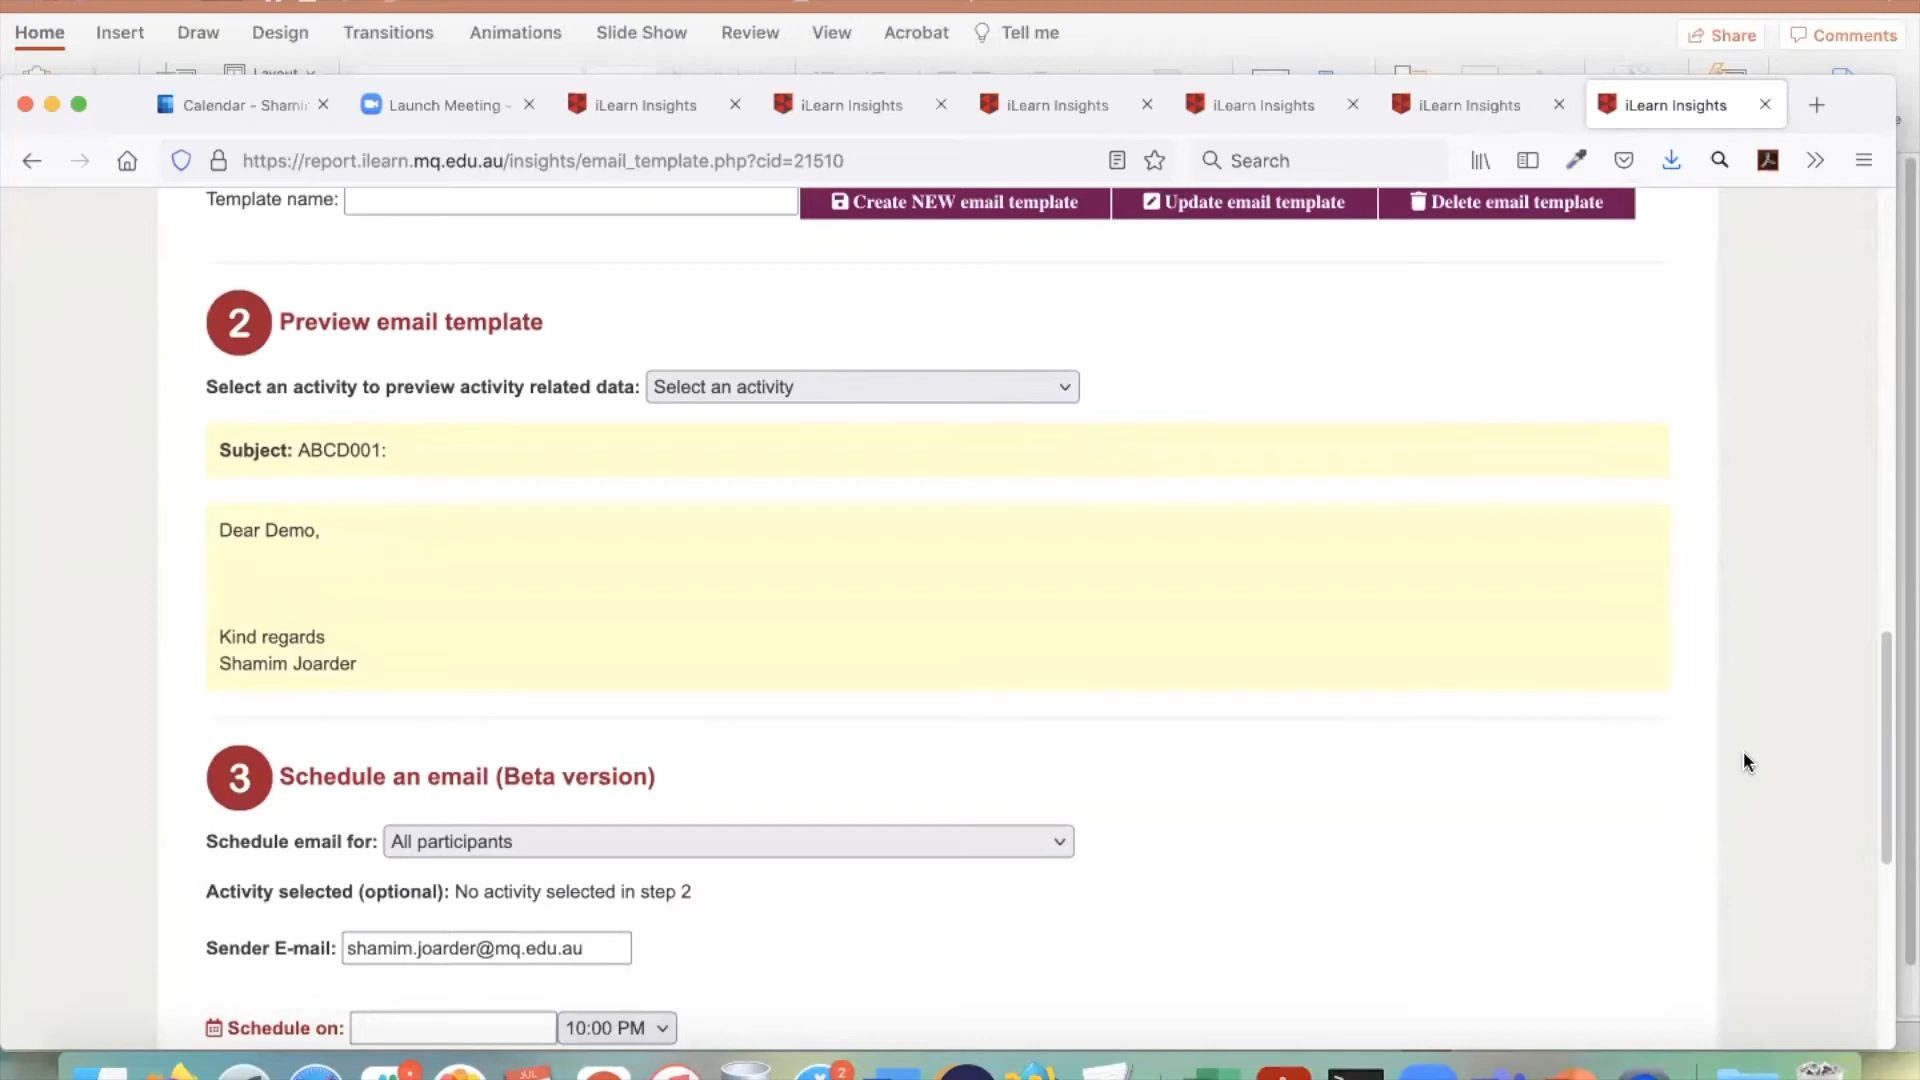 Home Insert Draw Design Transitions Animations Slide Show Review View Acrobat Tell me Share Comments
Layout
Calendar - Shamin Launch Meeting - iLearn Insights iLearn Insights iLearn Insights iLearn Insights iLearn Insights iLearn Insights
https://report.ilearn.mq.edu.au/insights/email_template.php?cid=21510 Search
Template name: Create NEW email template Update email template Delete email template
2 Preview email template
Select an activity to preview activity related data: Select an activity
Subject: ABCD001:
Dear Demo,
Kind regards
Shamim Joarder
3 Schedule an email (Beta version)
Schedule email for: All participants
Activity selected (optional): No activity selected in step 2
Sender E-mail: shamim.joarder@mq.edu.au
Schedule on: 10:00 PM
JUL 2